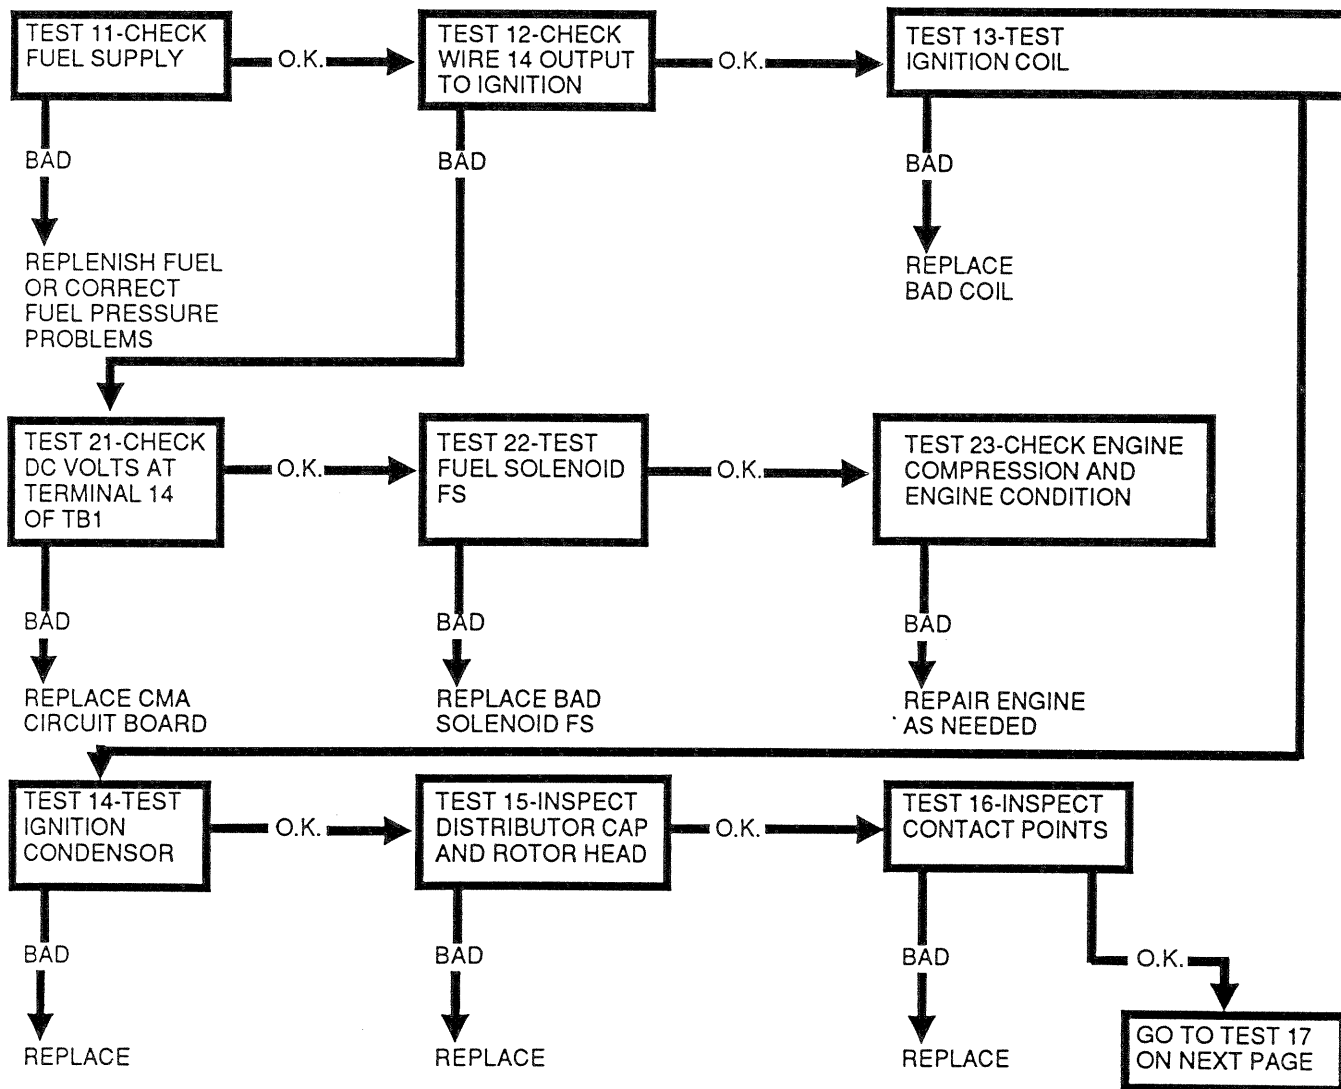 TEST 11-CHECK
FUEL SUPPLY
O.K.
TEST 12-CHECK
WIRE 14 OUTPUT
TO IGNITION
O.K.
TEST 13-TEST
IGNITION COIL
BAD
BAD
BAD
REPLENISH FUEL
OR CORRECT
FUEL PRESSURE
PROBLEMS
REPLACE
BAD COIL
TEST 21-CHECK
DC VOLTS AT
TERMINAL 14
OF TB1
O.K.
TEST 22-TEST
FUEL SOLENOID
FS
O.K.
TEST 23-CHECK ENGINE
COMPRESSION AND
ENGINE CONDITION
BAD
BAD
BAD
REPLACE CMA
CIRCUIT BOARD
REPLACE BAD
SOLENOID FS
REPAIR ENGINE
AS NEEDED
TEST 14-TEST
IGNITION
CONDENSOR
O.K.
TEST 15-INSPECT
DISTRIBUTOR CAP
AND ROTOR HEAD
O.K.
TEST 16-INSPECT
CONTACT POINTS
BAD
BAD
BAD
O.K.
REPLACE
REPLACE
REPLACE
GO TO TEST 17
ON NEXT PAGE